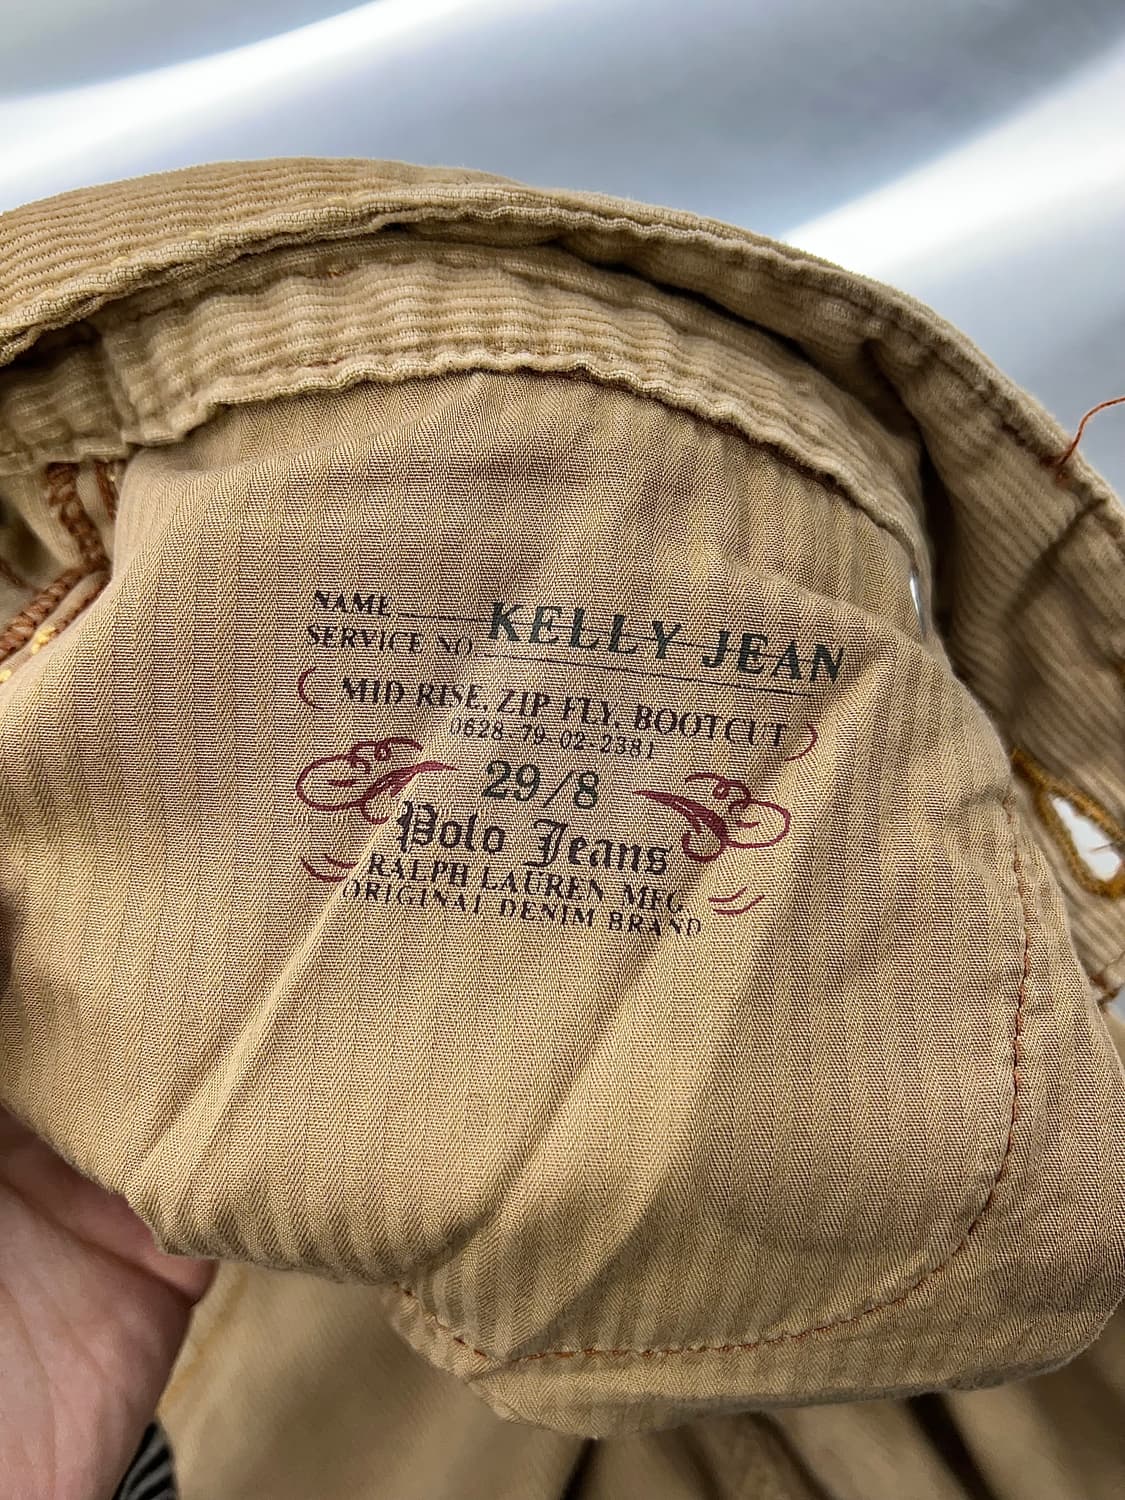 NAME KELLY JEAN
SERVICE NO
( MID RISE, ZIP FLY, BOOTCUT )
0628-79-02-2381
29/8
Polo Jeans
RALPH LAUREN MFG
ORIGINAL DENIM BRAND